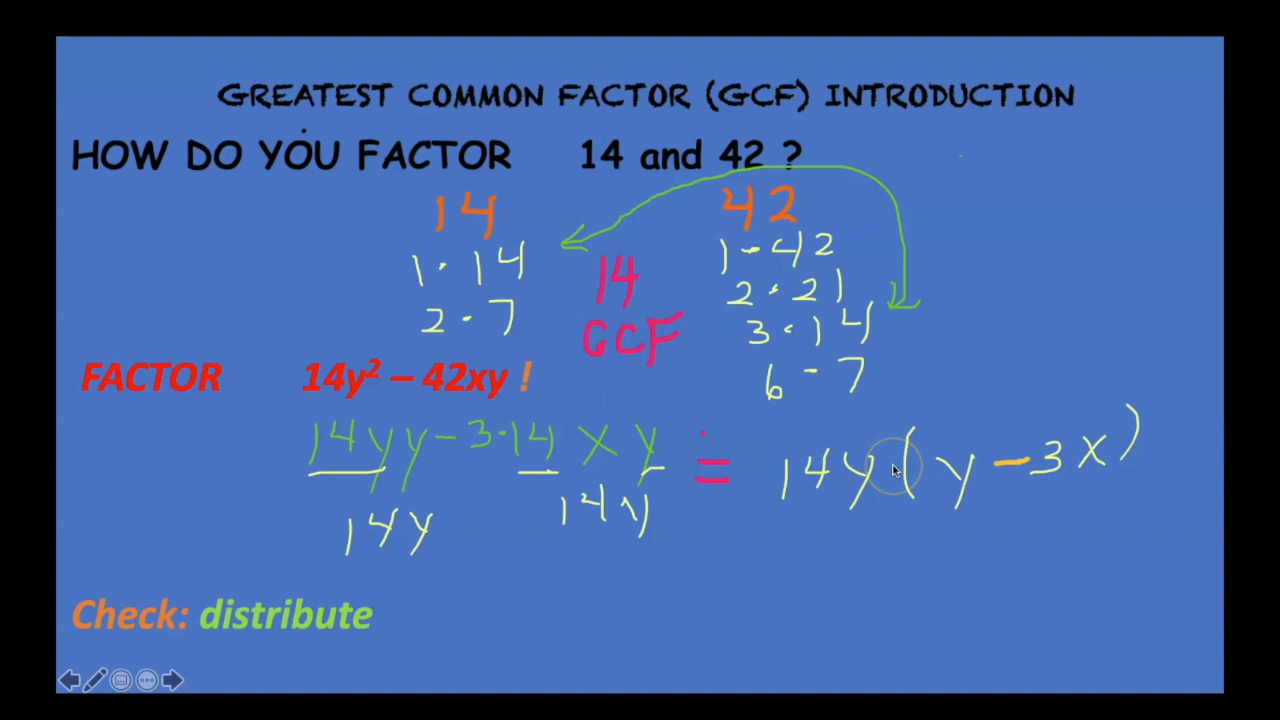 GREATEST COMMON FACTOR (GCF) INTRODUCTION
HOW DO YOU FACTOR 14 and 42 ?
14 42
1 · 14 1 - 42
2 · 7 2 · 21
14 3 · 14
GCF 6 - 7
FACTOR 14y² – 42xy !
14yy - 3·14 x y = 14y(y - 3x)
14y 14y
Check: distribute